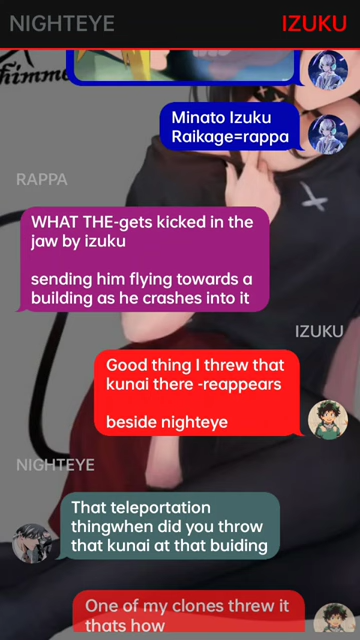 NIGHTEYE IZUKU
Minato Izuku
Raikage=rappa
RAPPA
WHAT THE-gets kicked in the
jaw by izuku
sending him flying towards a
building as he crashes into it
IZUKU
Good thing I threw that
kunai there -reappears
beside nighteye
NIGHTEYE
That teleportation
thingwhen did you throw
that kunai at that buiding
One of my clones threw it
thats how